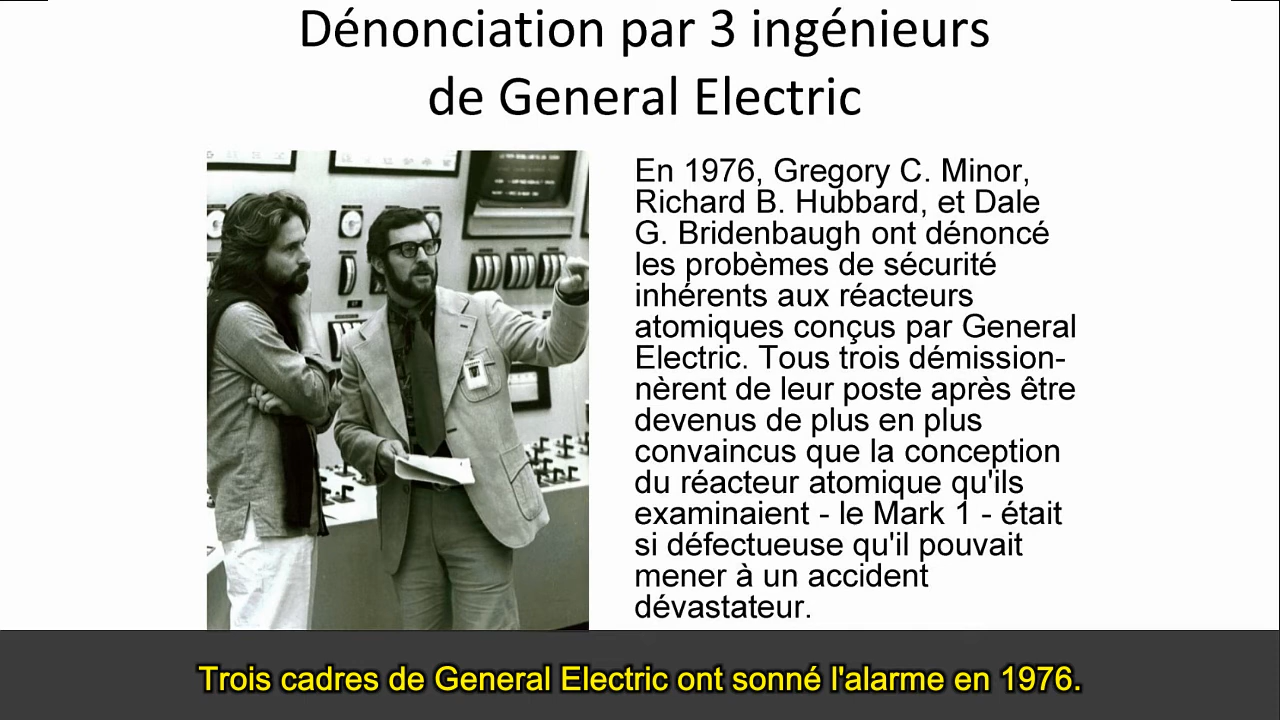 Dénonciation par 3 ingénieurs
de General Electric
En 1976, Gregory C. Minor,
Richard B. Hubbard, et Dale
G. Bridenbaugh ont dénoncé
les probèmes de sécurité
inhérents aux réacteurs
atomiques conçus par General
Electric. Tous trois démission-
nèrent de leur poste après être
devenus de plus en plus
convaincus que la conception
du réacteur atomique qu'ils
examinaient - le Mark 1 - était
si défectueuse qu'il pouvait
mener à un accident
dévastateur.
Trois cadres de General Electric ont sonné l'alarme en 1976.